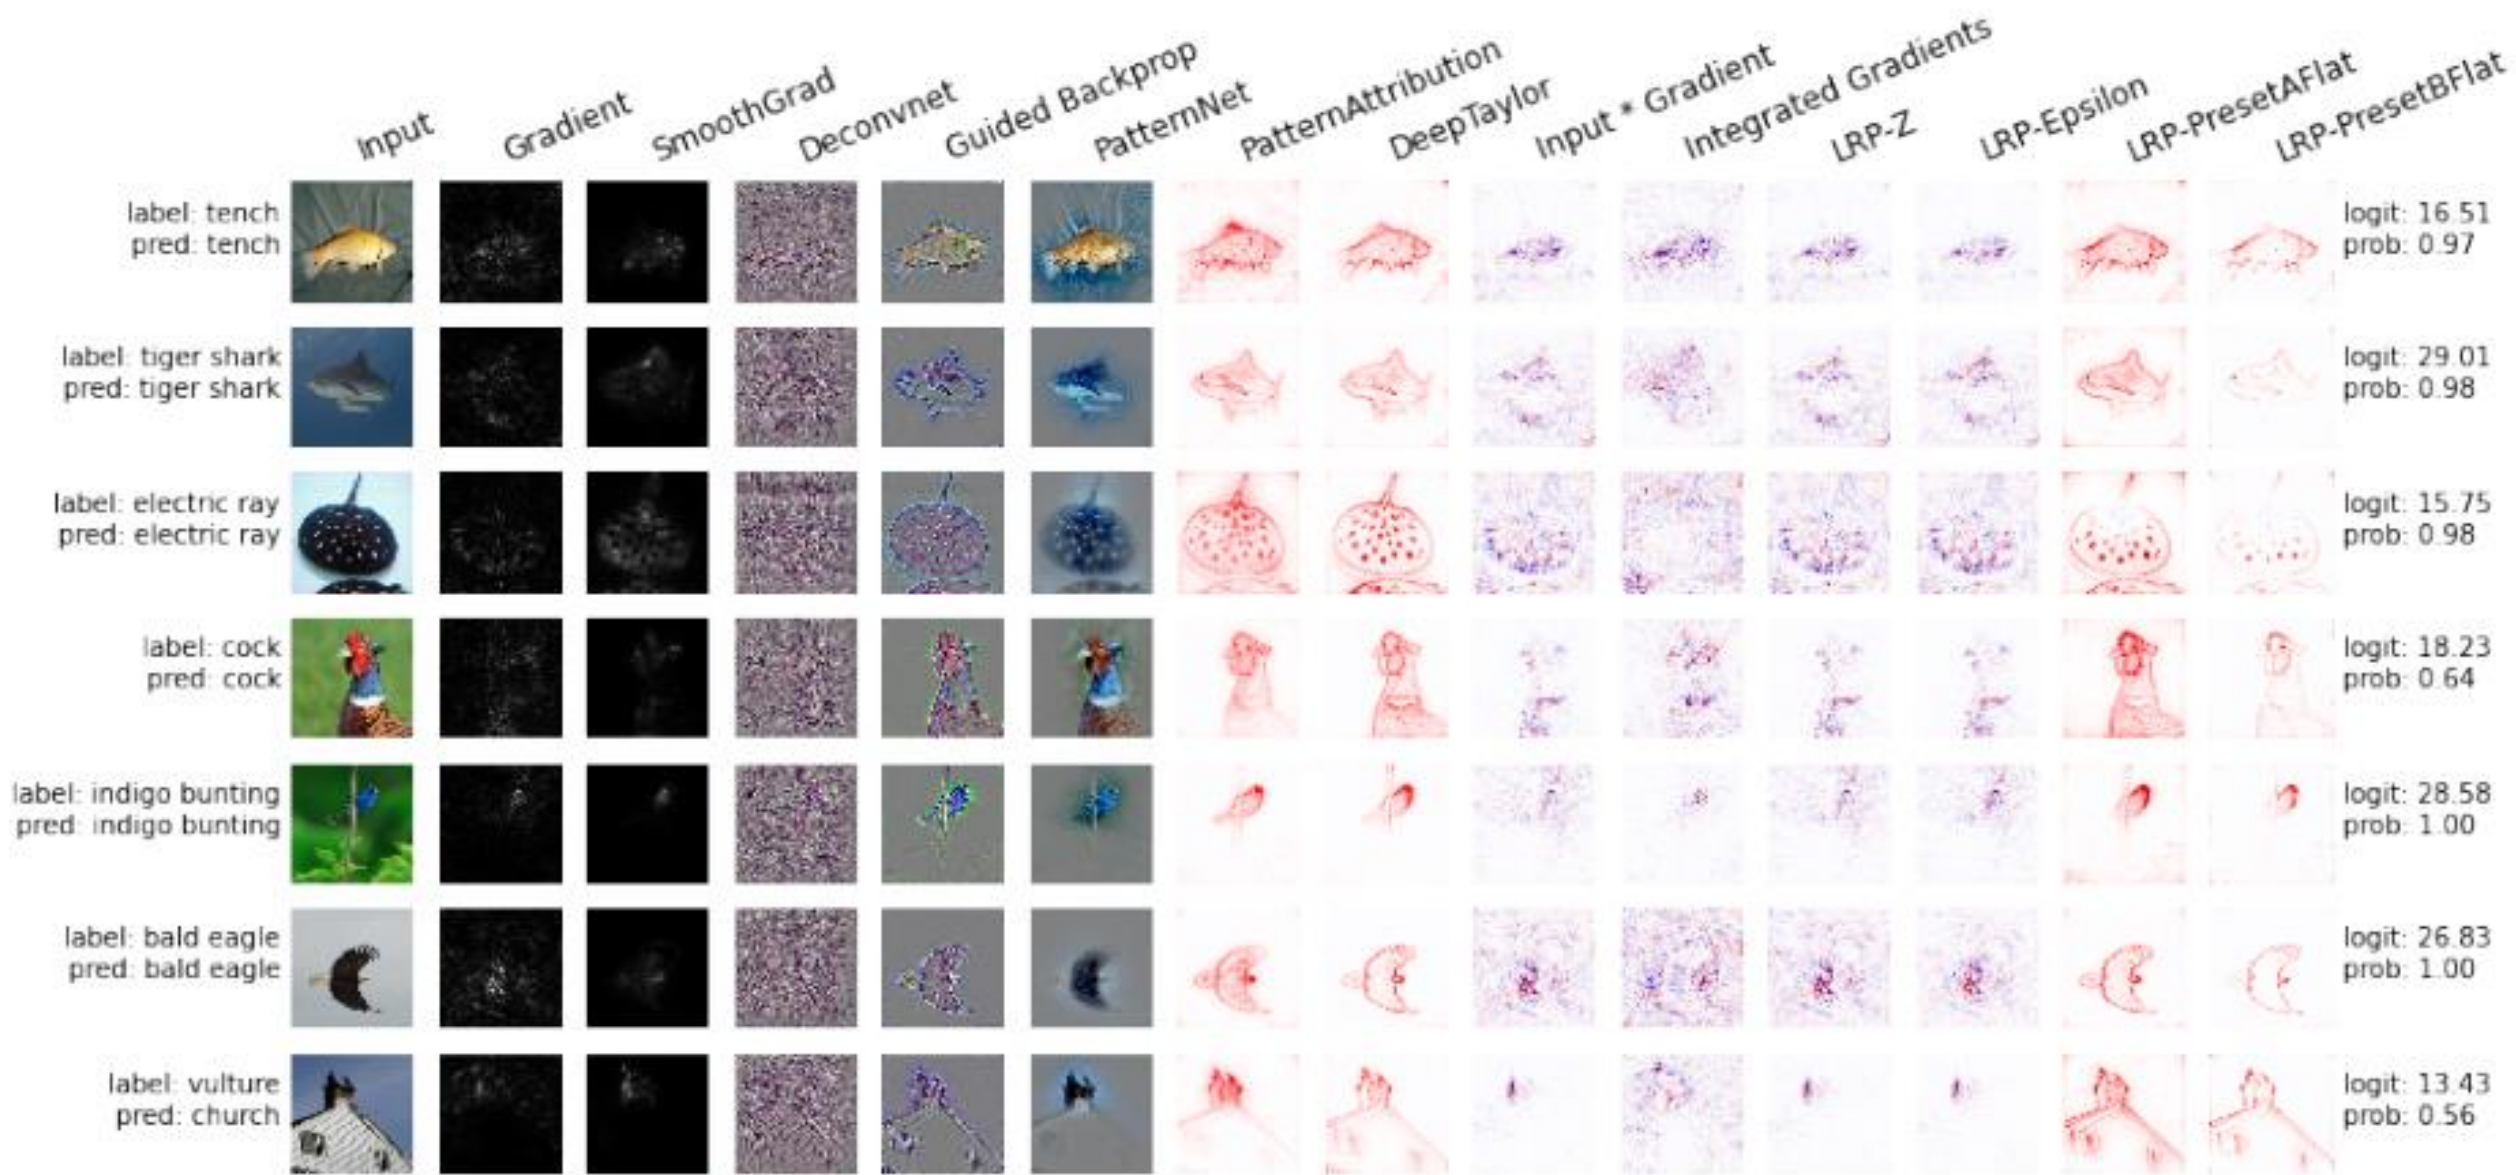 Input
Gradient
SmoothGrad
Deconvnet
Guided Backprop
PatternNet
PatternAttribution
DeepTaylor
Input * Gradient
Integrated Gradients
LRP-Z
LRP-Epsilon
LRP-PresetAFlat
LRP-PresetBFlat
label: tench
pred: tench
logit: 16.51
prob: 0.97
label: tiger shark
pred: tiger shark
logit: 29.01
prob: 0.98
label: electric ray
pred: electric ray
logit: 15.75
prob: 0.98
label: cock
pred: cock
logit: 18.23
prob: 0.64
label: indigo bunting
pred: indigo bunting
logit: 28.58
prob: 1.00
label: bald eagle
pred: bald eagle
logit: 26.83
prob: 1.00
label: vulture
pred: church
logit: 13.43
prob: 0.56